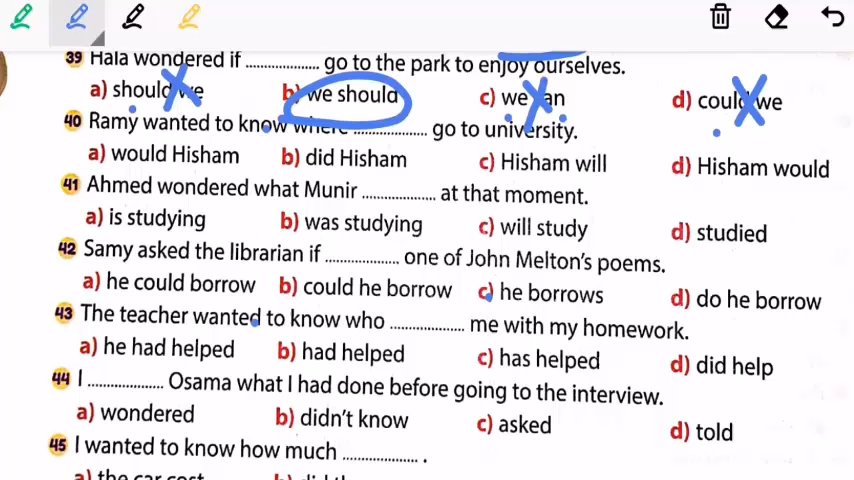 39 Hala wondered if .................... go to the park to enjoy ourselves.
a) should we b) we should c) we can d) could we
40 Ramy wanted to know where .................... go to university.
a) would Hisham b) did Hisham c) Hisham will d) Hisham would
41 Ahmed wondered what Munir .................... at that moment.
a) is studying b) was studying c) will study d) studied
42 Samy asked the librarian if .................... one of John Melton's poems.
a) he could borrow b) could he borrow c) he borrows d) do he borrow
43 The teacher wanted to know who .................... me with my homework.
a) he had helped b) had helped c) has helped d) did help
44 I .................... Osama what I had done before going to the interview.
a) wondered b) didn't know c) asked d) told
45 I wanted to know how much .................... .
a) the car cost b) did